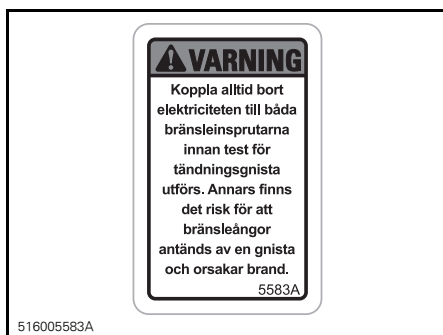 VARNING
Koppla alltid bort
elektriciteten till båda
bränsleinsprutarna
innan test för
tändningsgnista
utförs. Annars finns
det risk för att
bränsleångor
antänds av en gnista
och orsakar brand.
5583A
516005583A